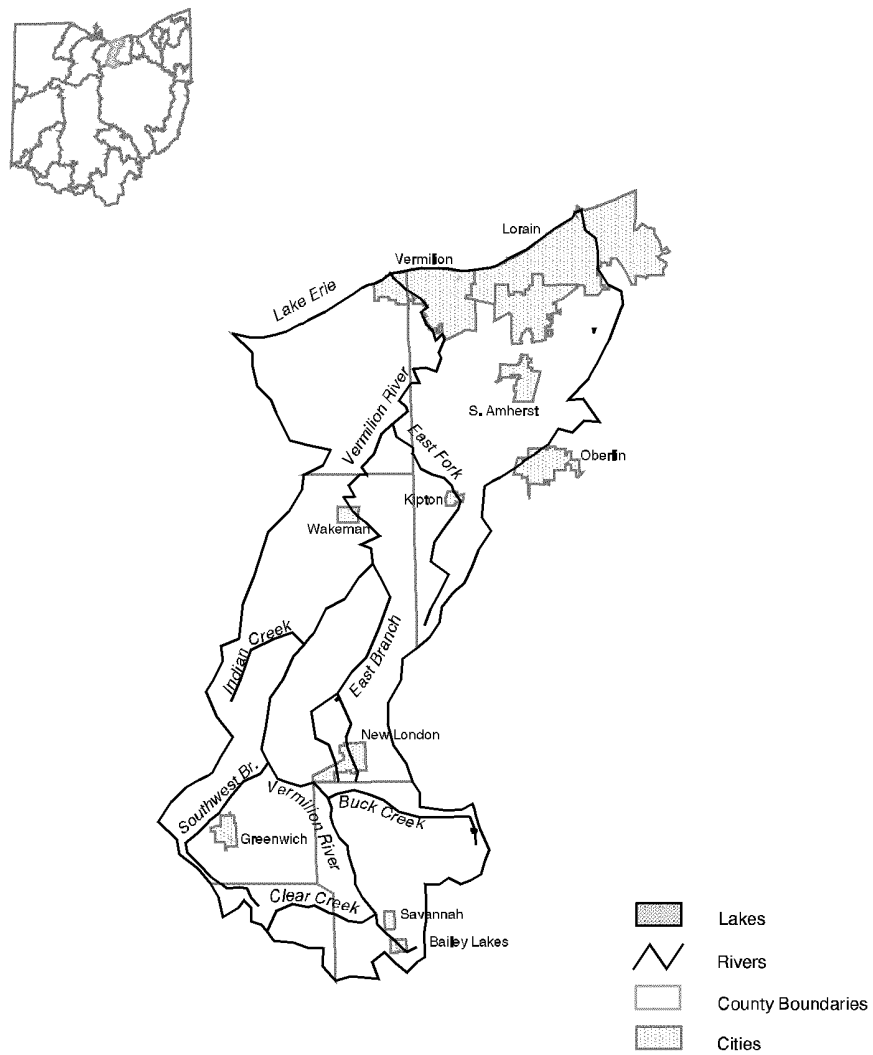 Lorain
Vermilion
Lake Erie
Vermilion River
S. Amherst
East Fork
Oberlin
Kipton
Wakeman
Indian Creek
East Branch
New London
Southwest Br.
Vermilion River
Buck Creek
Greenwich
Clear Creek
Savannah
Bailey Lakes
Lakes
Rivers
County Boundaries
Cities